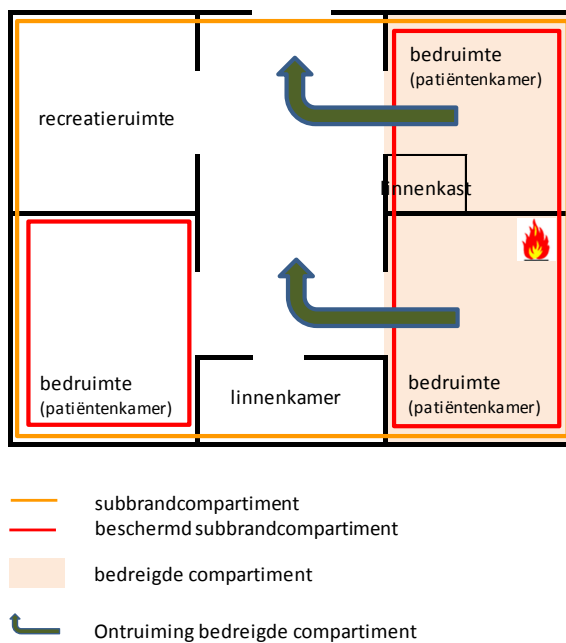 bedruimte
(patiëntenkamer)
recreatieruimte
linnenkast
bedruimte
(patiëntenkamer)
linnenkamer
bedruimte
(patiëntenkamer)
subbrandcompartiment
beschermd subbrandcompartiment
bedreigde compartiment
Ontruiming bedreigde compartiment